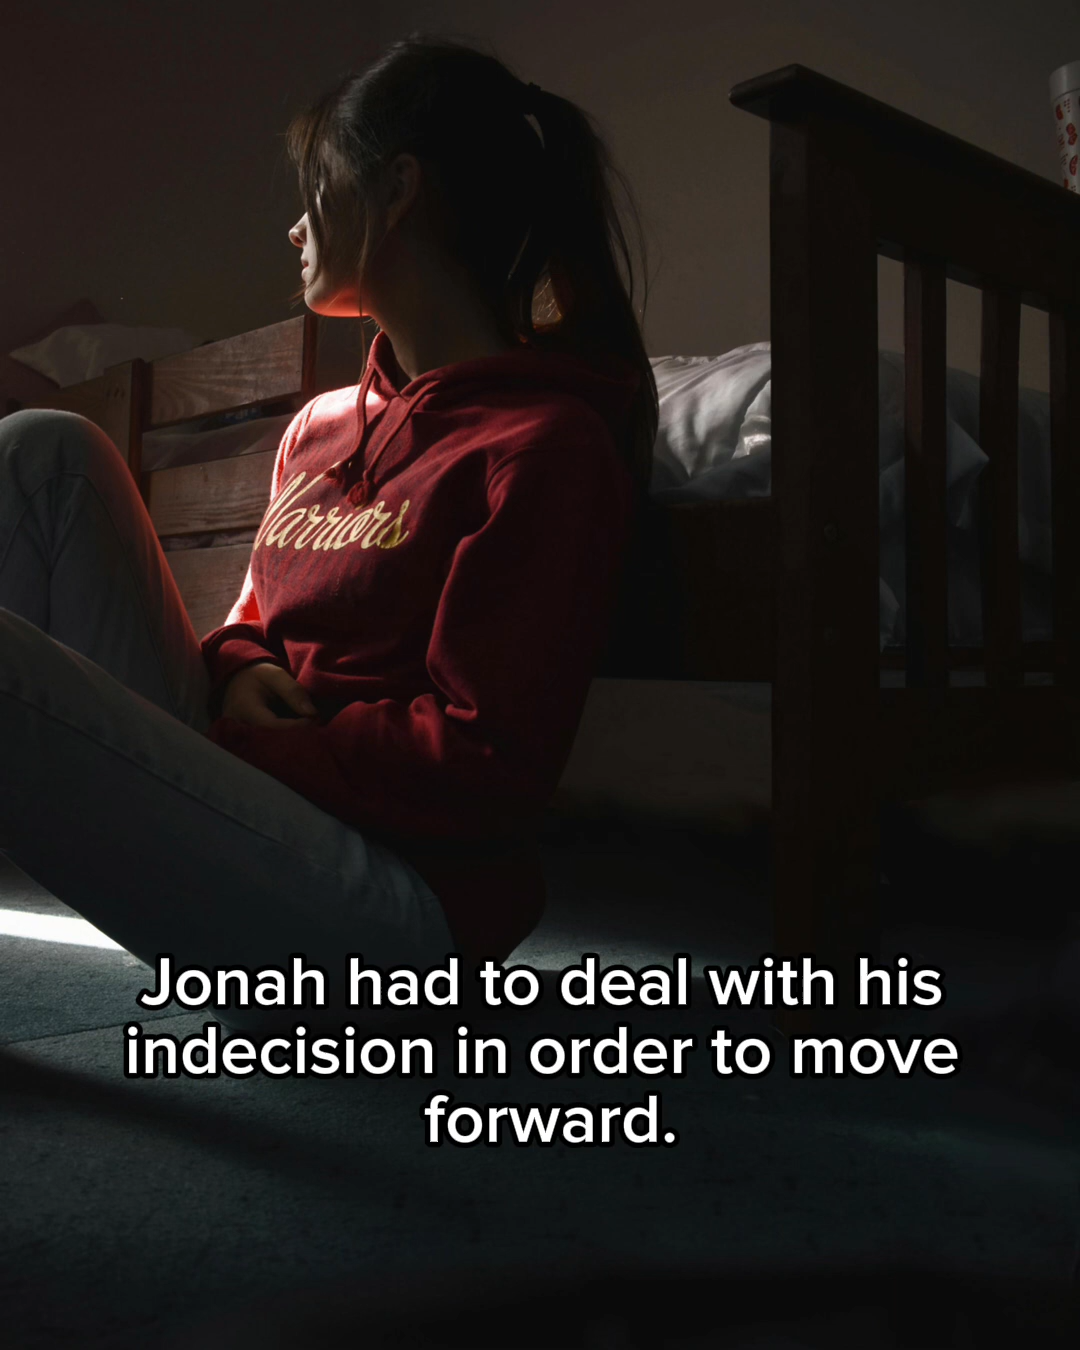 Warriors
Jonah had to deal with his
indecision in order to move
forward.